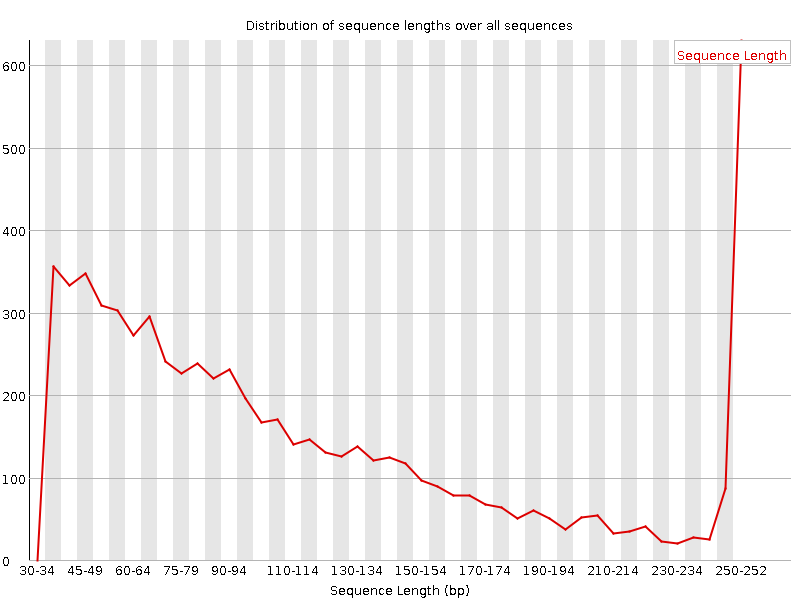 Distribution of sequence lengths over all sequences
Sequence Length
600
500
400
300
200
100
0
30-34 45-49 60-64 75-79 90-94 110-114 130-134 150-154 170-174 190-194 210-214 230-234 250-252
Sequence Length (bp)